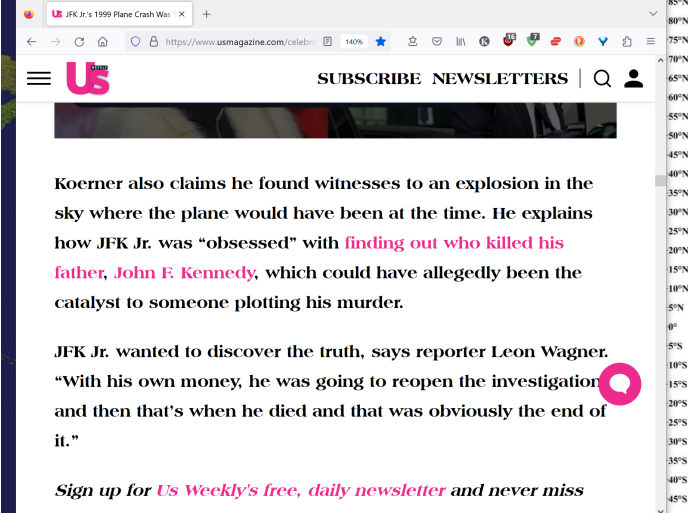 JFK Jr.'s 1999 Plane Crash Was
https://www.usmagazine.com/celebri
140%
16
7
Us
WEEKLY
SUBSCRIBE NEWSLETTERS
Koerner also claims he found witnesses to an explosion in the
sky where the plane would have been at the time. He explains
how JFK Jr. was “obsessed” with finding out who killed his
father, John F. Kennedy, which could have allegedly been the
catalyst to someone plotting his murder.
JFK Jr. wanted to discover the truth, says reporter Leon Wagner.
“With his own money, he was going to reopen the investigation
and then that’s when he died and that was obviously the end of
it.”
Sign up for Us Weekly's free, daily newsletter and never miss
85°N
80°N
75°N
70°N
65°N
60°N
55°N
50°N
45°N
40°N
35°N
30°N
25°N
20°N
15°N
10°N
5°N
0°
5°S
10°S
15°S
20°S
25°S
30°S
35°S
40°S
45°S